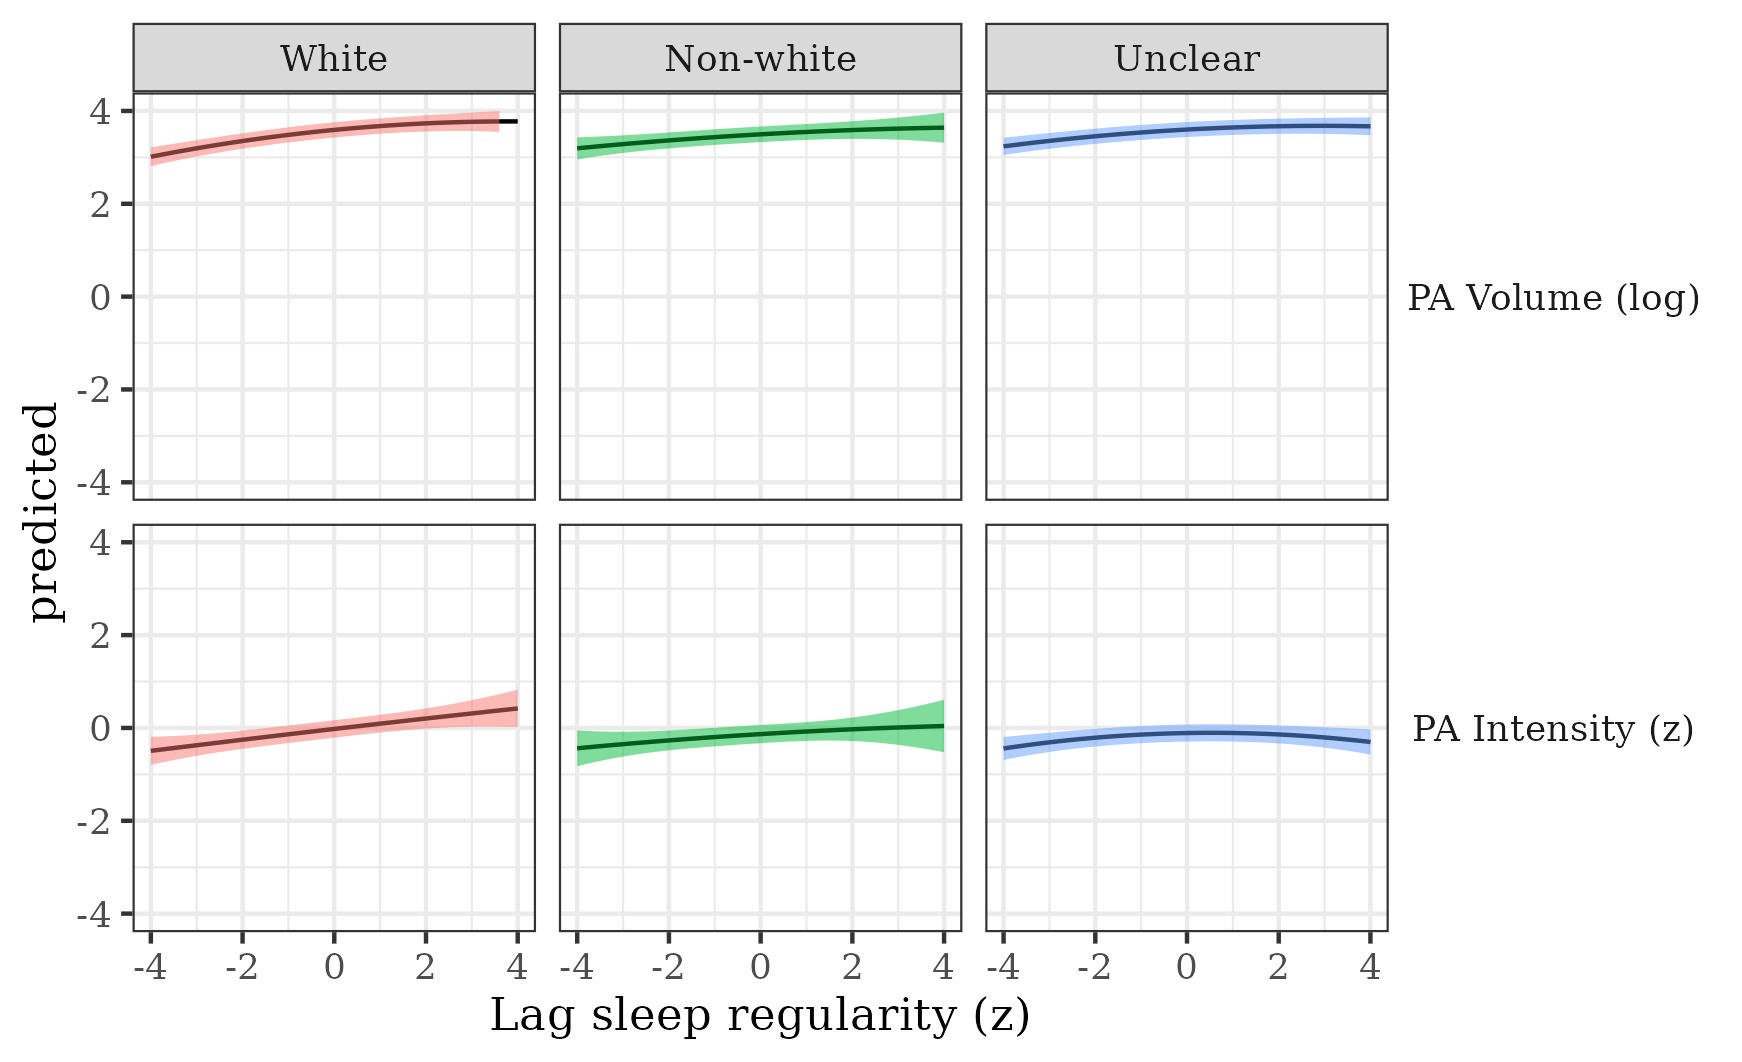 White Non-white Unclear
4
2
0
-2
-4
PA Volume (log)
predicted
4
2
0
-2
-4
PA Intensity (z)
-4 -2 0 2 4 -4 -2 0 2 4 -4 -2 0 2 4
Lag sleep regularity (z)